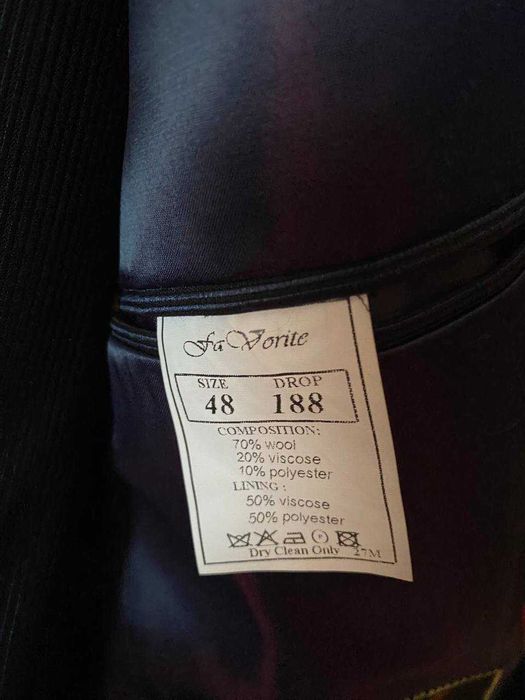 FaVorite
SIZE DROP
48 188
COMPOSITION:
70% wool
20% viscose
10% polyester
LINING :
50% viscose
50% polyester
P
Dry Clean Only 27M